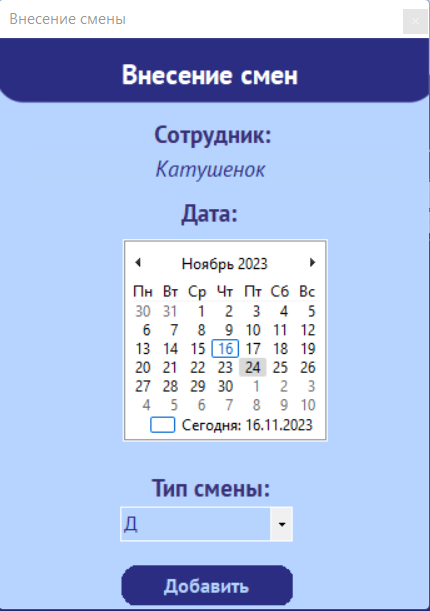 Внесение смены
Внесение смен
Сотрудник:
Катушенок
Дата:
Ноябрь 2023
Пн Вт Ср Чт Пт Сб Вс
30 31 1 2 3 4 5
6 7 8 9 10 11 12
13 14 15 16 17 18 19
20 21 22 23 24 25 26
27 28 29 30 1 2 3
4 5 6 7 8 9 10
Сегодня: 16.11.2023
Тип смены:
Д
Добавить